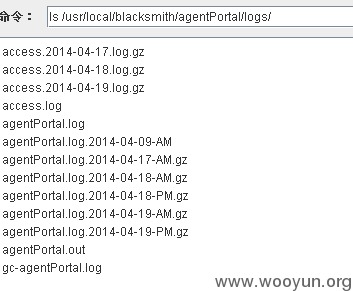 命令： ls /usr/local/blacksmith/agentPortal/logs/
access.2014-04-17.log.gz
access.2014-04-18.log.gz
access.2014-04-19.log.gz
access.log
agentPortal.log
agentPortal.log.2014-04-09-AM
agentPortal.log.2014-04-17-AM.gz
agentPortal.log.2014-04-18-AM.gz
agentPortal.log.2014-04-18-PM.gz
agentPortal.log.2014-04-19-AM.gz
agentPortal.log.2014-04-19-PM.gz
agentPortal.out
gc-agentPortal.log
www.wooyun.org